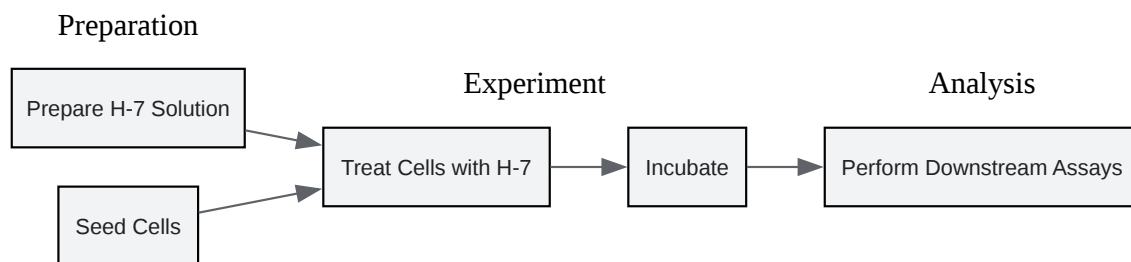 Preparation
Prepare H-7 Solution
Seed Cells
Experiment
Treat Cells with H-7
Incubate
Analysis
Perform Downstream Assays